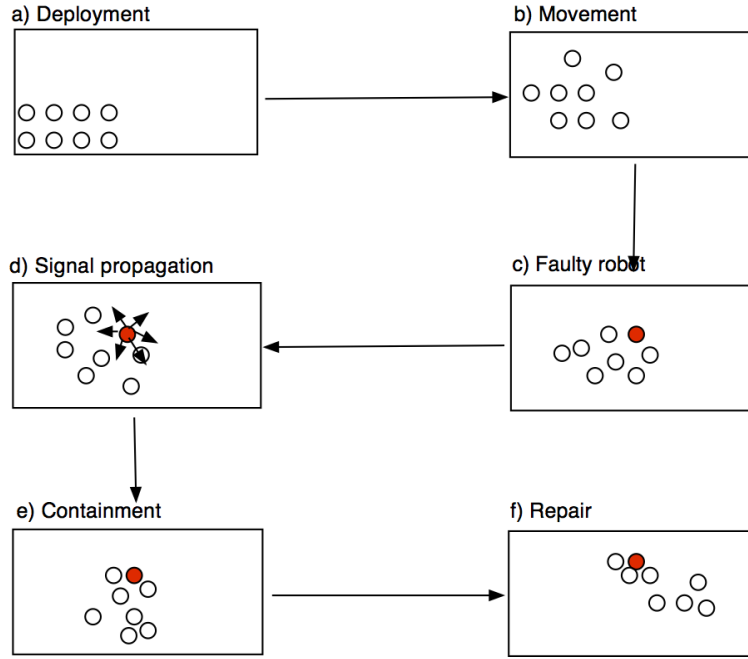 a) Deployment
b) Movement
d) Signal propagation
c) Faulty robot
e) Containment
f) Repair